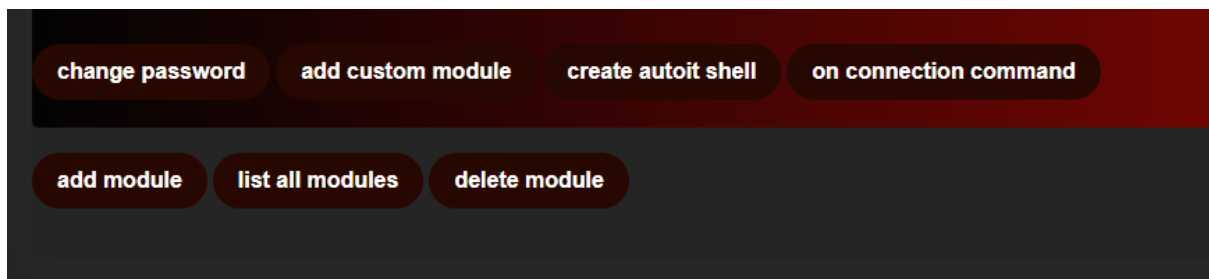 change password add custom module create autoit shell on connection command
add module list all modules delete module